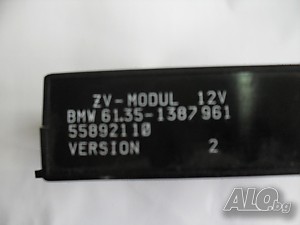 ZV-MODUL 12V
BMW 61.35-1387961
55892110
VERSION 2
ALO.bg